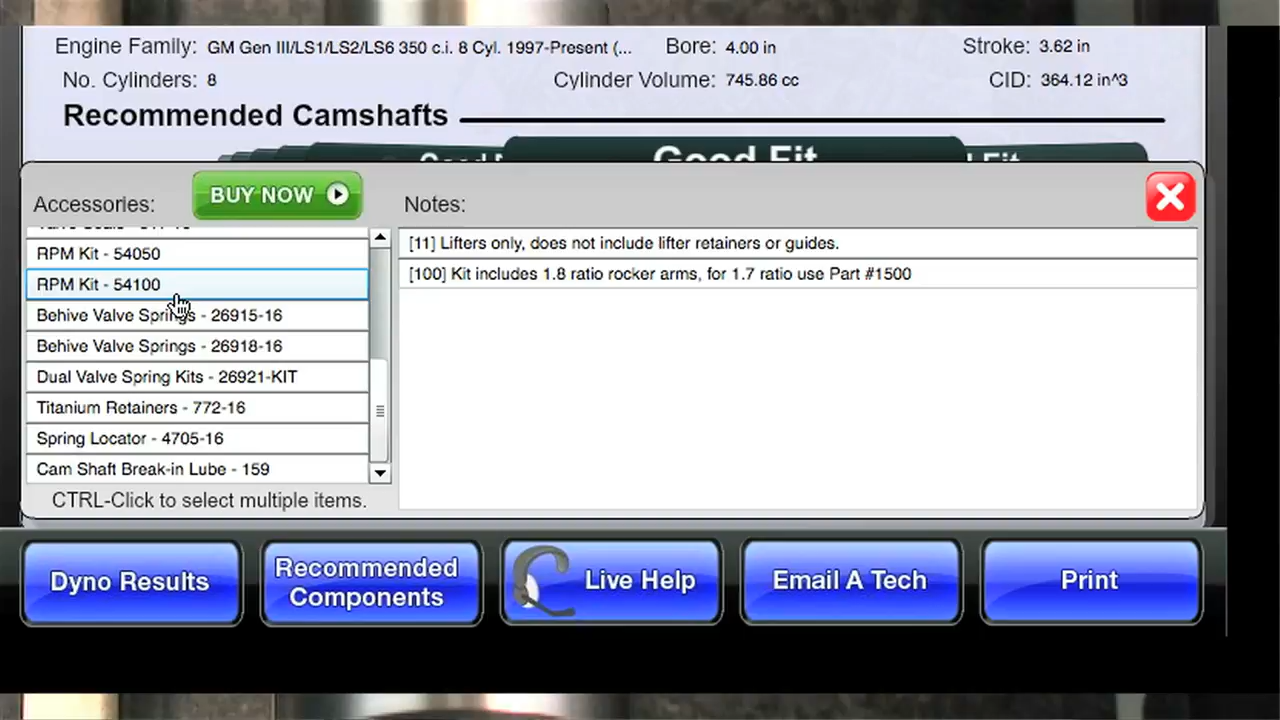 Engine Family: GM Gen III/LS1/LS2/LS6 350 c.i. 8 Cyl. 1997-Present (... Bore: 4.00 in Stroke: 3.62 in
No. Cylinders: 8 Cylinder Volume: 745.86 cc CID: 364.12 in^3
Recommended Camshafts
Good Fit
Accessories: BUY NOW Notes:
RPM Kit - 54050
RPM Kit - 54100
Behive Valve Springs - 26915-16
Behive Valve Springs - 26918-16
Dual Valve Spring Kits - 26921-KIT
Titanium Retainers - 772-16
Spring Locator - 4705-16
Cam Shaft Break-in Lube - 159
CTRL-Click to select multiple items.
[11] Lifters only, does not include lifter retainers or guides.
[100] Kit includes 1.8 ratio rocker arms, for 1.7 ratio use Part #1500
Dyno Results
Recommended
Components
Live Help
Email A Tech
Print